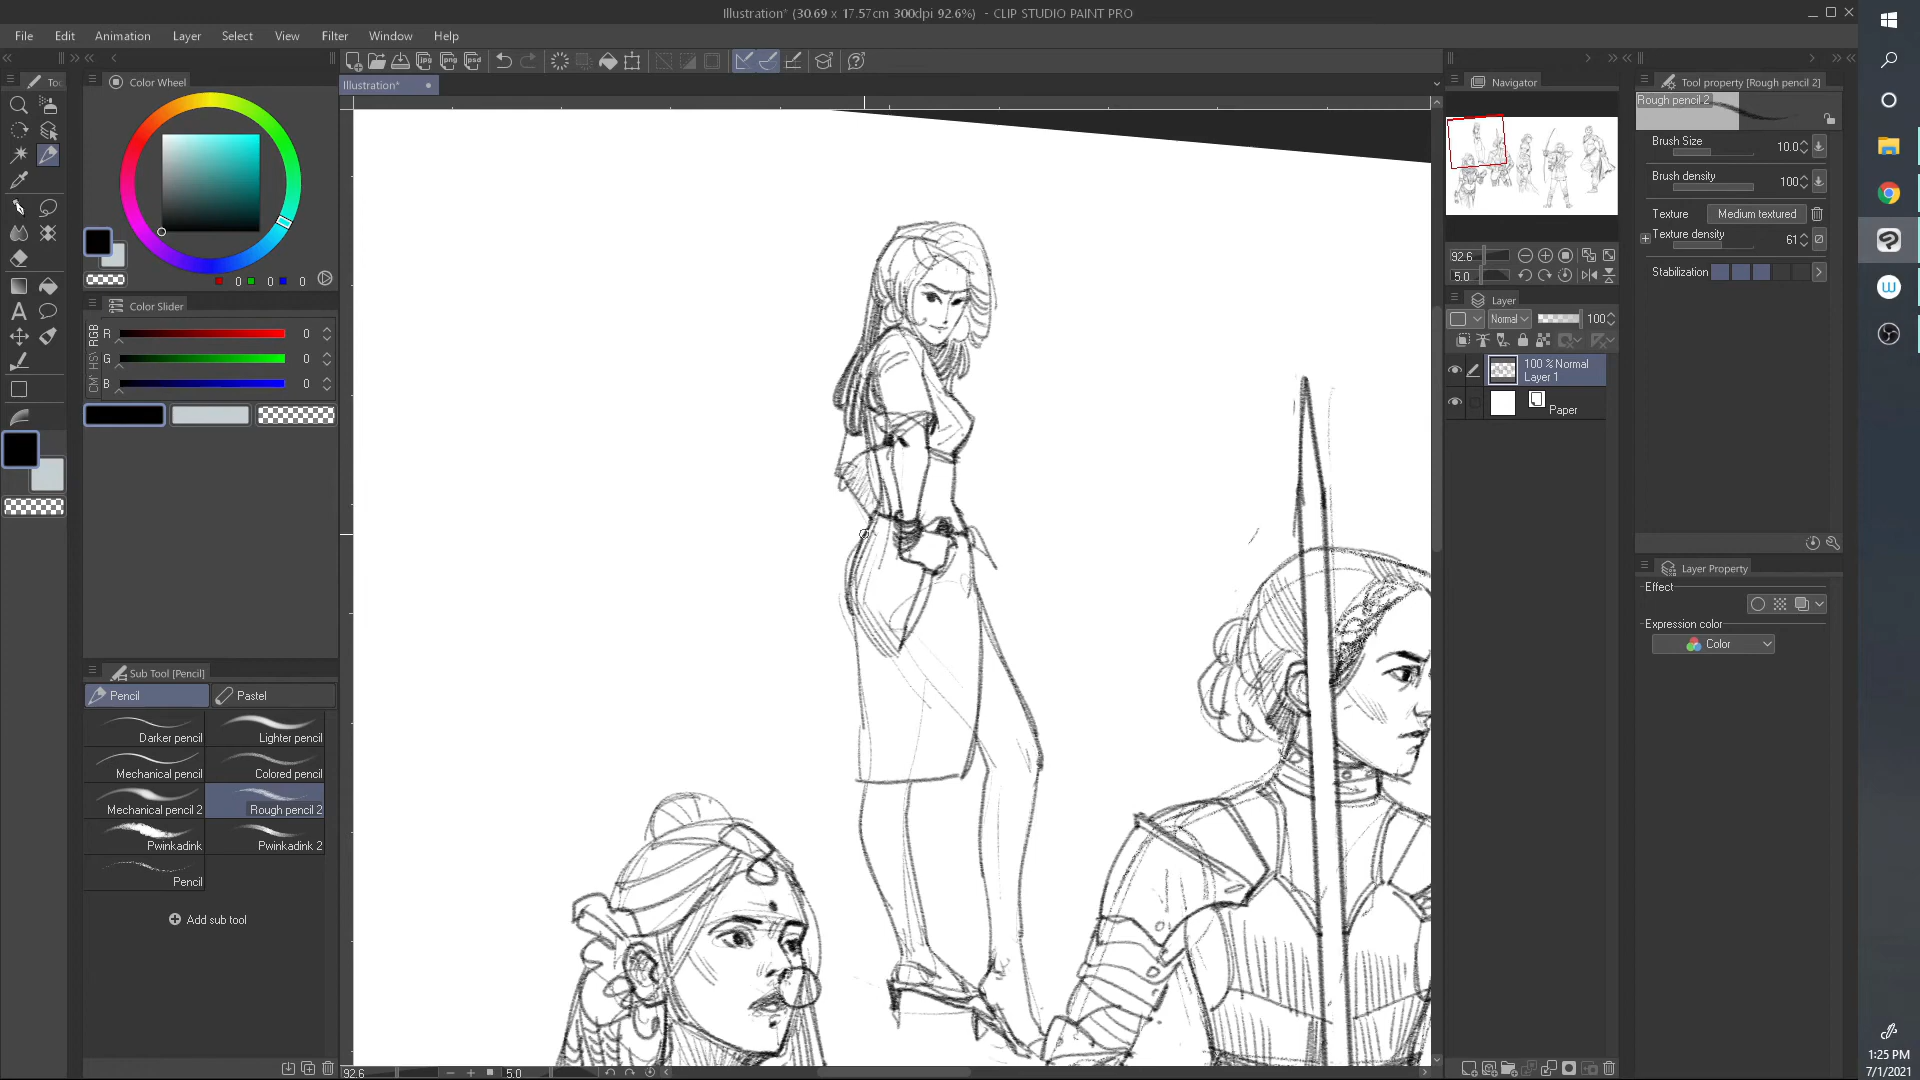 Illustration* (30.69 x 17.57cm 300dpi 92.6%) - CLIP STUDIO PAINT PRO
File Edit Animation Layer Select View Filter Window Help
Illustration*
Color Wheel
0 0 0
Color Slider
RGB
R 0
G 0
B 0
Sub Tool [Pencil]
Pencil Pastel
Darker pencil Lighter pencil
Mechanical pencil Colored pencil
Mechanical pencil 2 Rough pencil 2
Pwinkadink Pwinkadink 2
Pencil
Add sub tool
92.6 5.0
Navigator
92.6
5.0
Layer
Normal 100
100 % Normal
Layer 1
Paper
Tool property [Rough pencil 2]
Rough pencil 2
Brush Size 10.0
Brush density 100
Texture Medium textured
Texture density 61
Stabilization
Layer Property
Effect
Expression color
Color
1:25 PM
7/1/2021